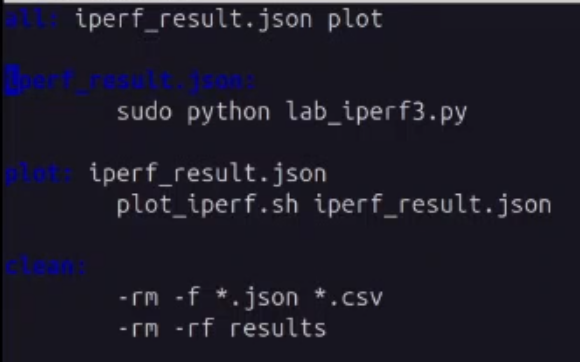 all: iperf_result.json plot
iperf_result.json:
sudo python lab_iperf3.py
plot: iperf_result.json
plot_iperf.sh iperf_result.json
clean:
-rm -f *.json *.csv
-rm -rf results